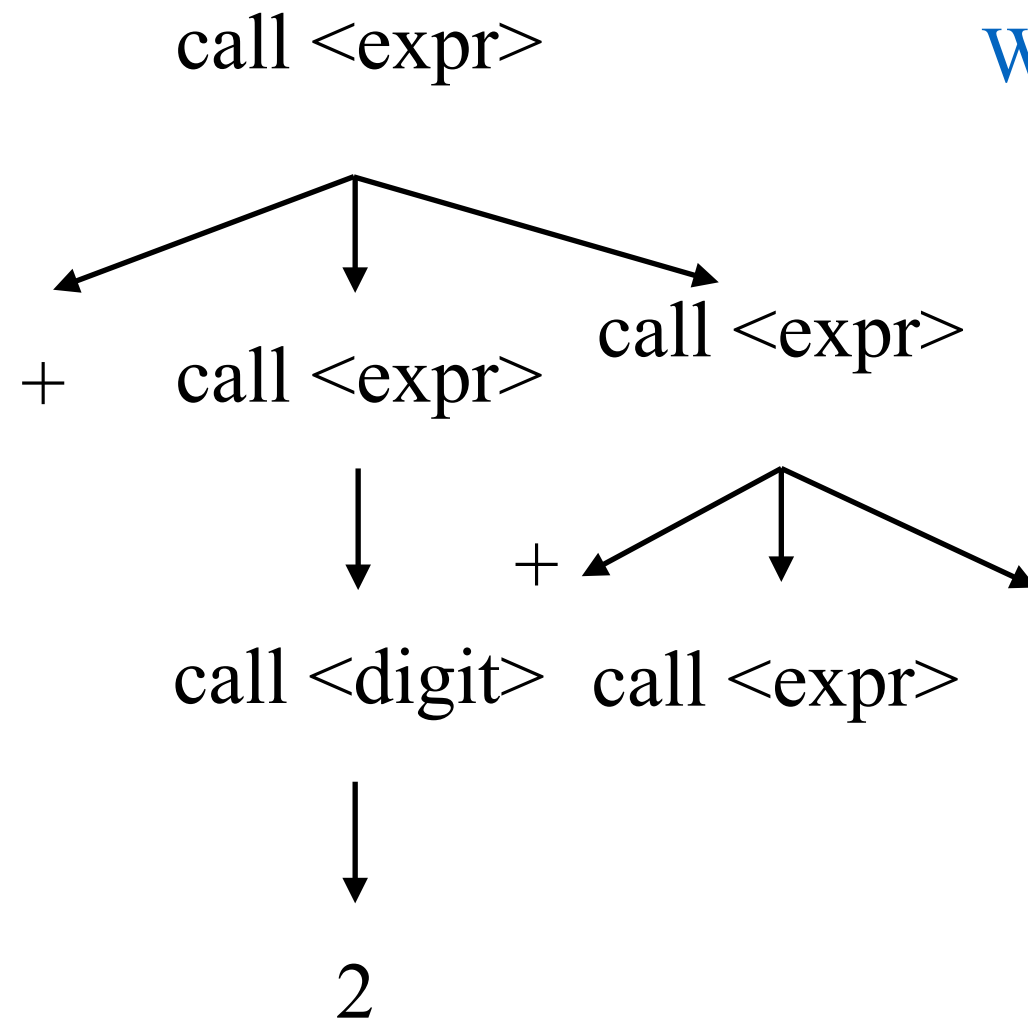 call <expr>
W
+ call <expr> call <expr>
+
call <digit> call <expr>
2